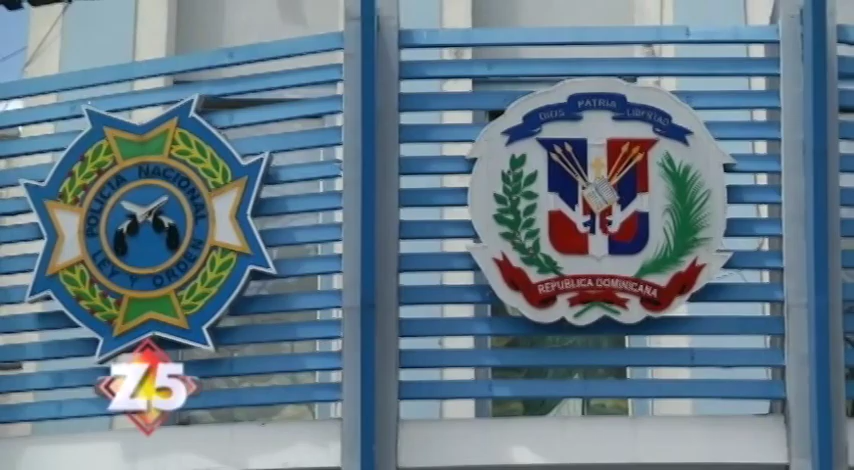 POLICIA NACIONAL
LEY Y ORDEN
DIOS PATRIA LIBERTAD
REPUBLICA DOMINICANA
Z5